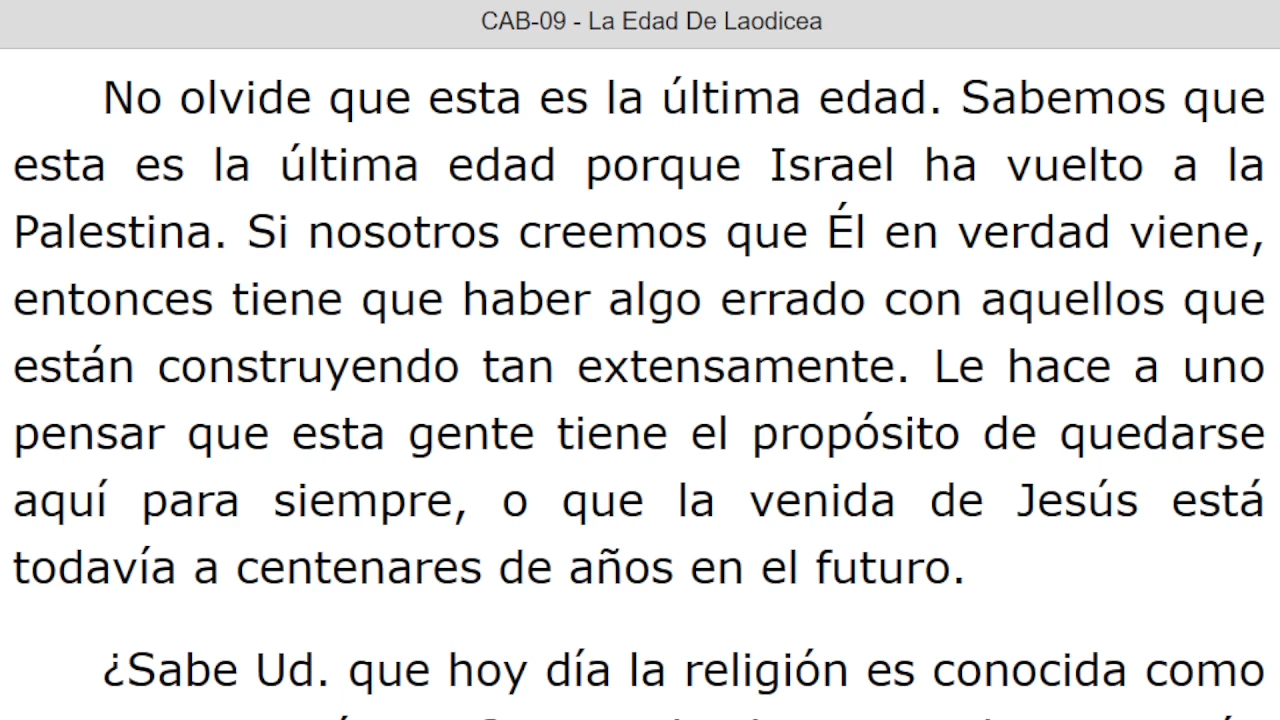 CAB-09 - La Edad De Laodicea
No olvide que esta es la última edad. Sabemos que
esta es la última edad porque Israel ha vuelto a la
Palestina. Si nosotros creemos que Él en verdad viene,
entonces tiene que haber algo errado con aquellos que
están construyendo tan extensamente. Le hace a uno
pensar que esta gente tiene el propósito de quedarse
aquí para siempre, o que la venida de Jesús está
todavía a centenares de años en el futuro.
¿Sabe Ud. que hoy día la religión es conocida como